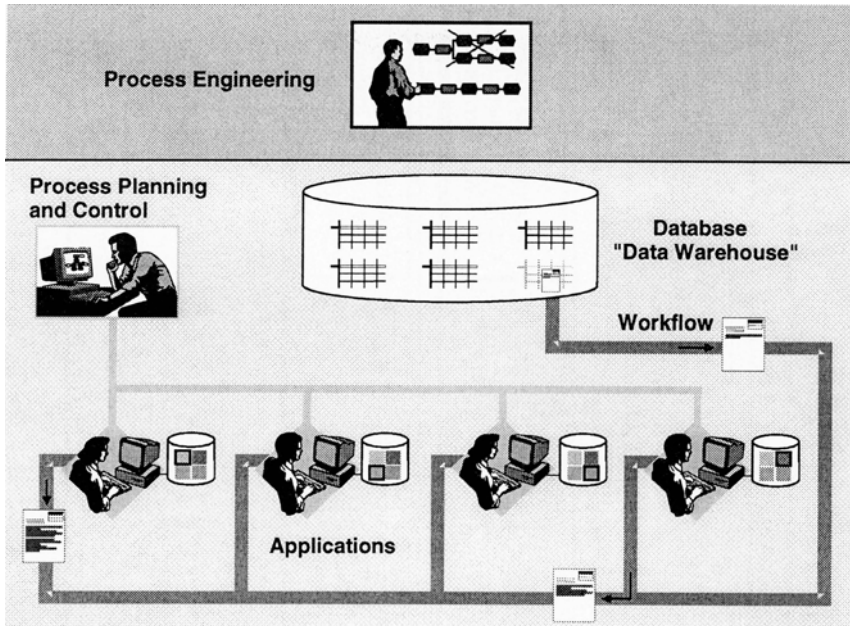 Process Engineering
Process Planning
and Control
Database
"Data Warehouse"
Workflow
Applications